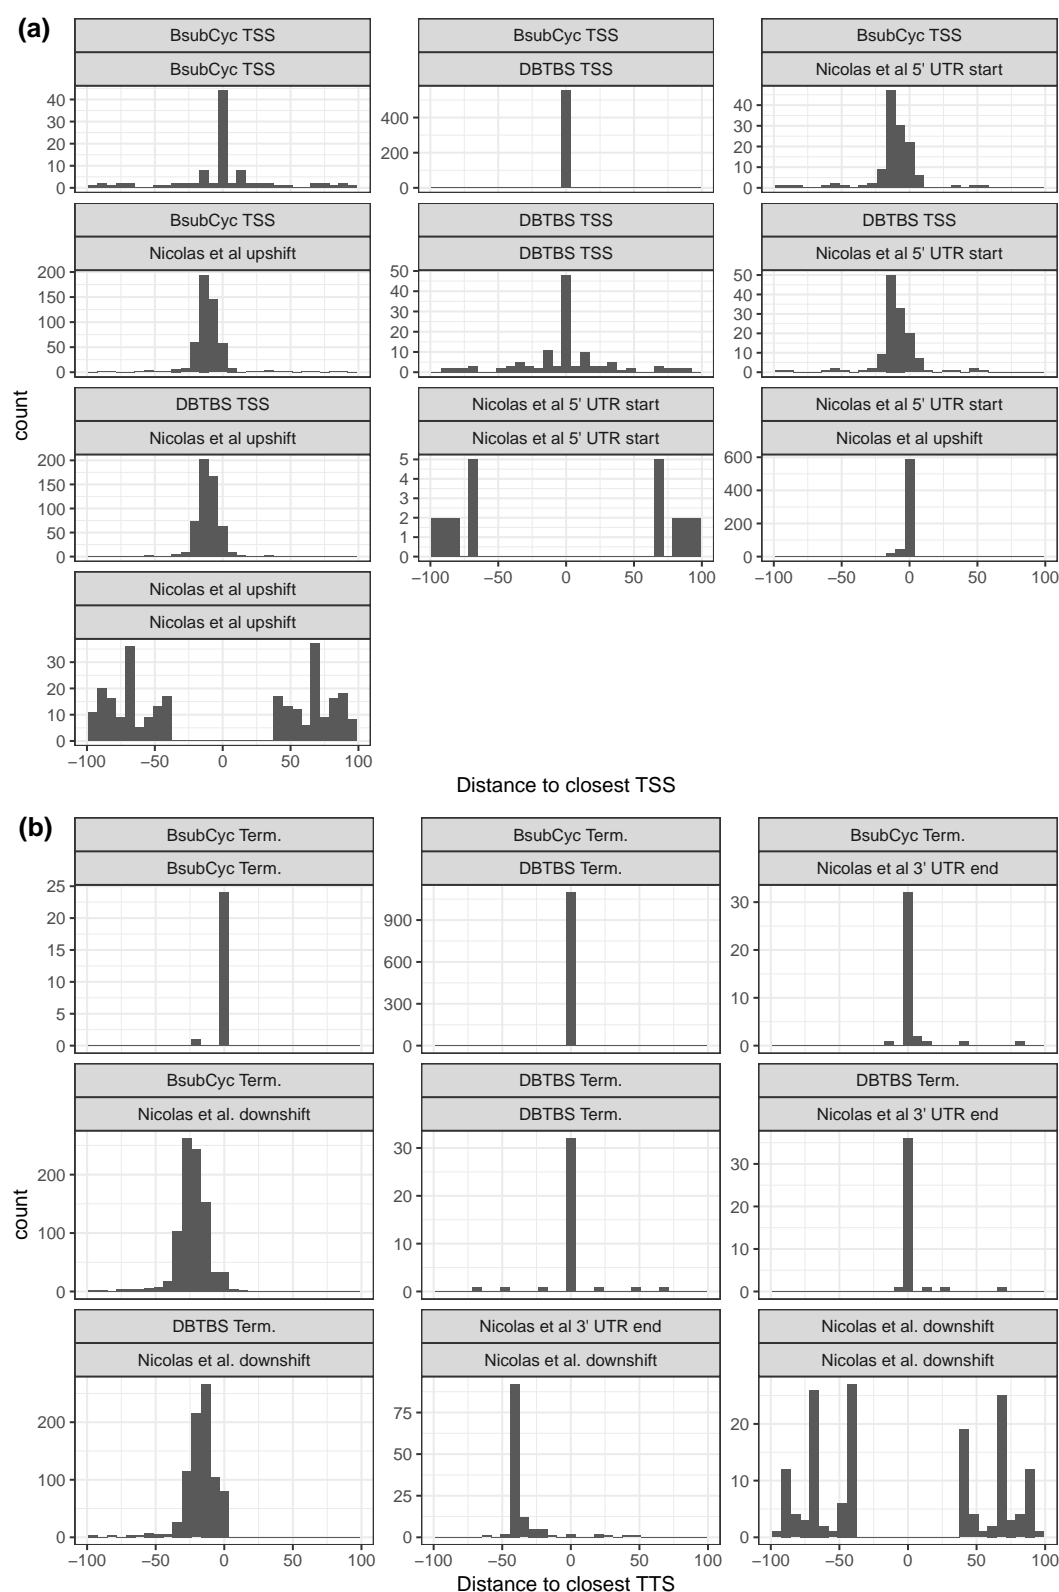 (a)
BsubCyc TSS
BsubCyc TSS
40
30
20
10
0
BsubCyc TSS
DBTBS TSS
400
200
0
BsubCyc TSS
Nicolas et al 5' UTR start
40
30
20
10
0
BsubCyc TSS
Nicolas et al upshift
200
150
100
50
0
DBTBS TSS
DBTBS TSS
50
40
30
20
10
0
DBTBS TSS
Nicolas et al 5' UTR start
50
40
30
20
10
0
count
DBTBS TSS
Nicolas et al upshift
200
150
100
50
0
Nicolas et al 5' UTR start
Nicolas et al 5' UTR start
5
4
3
2
1
0
−100 −50 0 50 100
Nicolas et al 5' UTR start
Nicolas et al upshift
600
400
200
0
−100 −50 0 50 100
Nicolas et al upshift
Nicolas et al upshift
30
20
10
0
−100 −50 0 50 100
Distance to closest TSS
(b)
BsubCyc Term.
BsubCyc Term.
25
20
15
10
5
0
BsubCyc Term.
DBTBS Term.
900
600
300
0
BsubCyc Term.
Nicolas et al 3' UTR end
30
20
10
0
BsubCyc Term.
Nicolas et al. downshift
200
100
0
DBTBS Term.
DBTBS Term.
30
20
10
0
DBTBS Term.
Nicolas et al 3' UTR end
30
20
10
0
count
DBTBS Term.
Nicolas et al. downshift
200
100
0
−100 −50 0 50 100
Nicolas et al 3' UTR end
Nicolas et al. downshift
75
50
25
0
−100 −50 0 50 100
Nicolas et al. downshift
Nicolas et al. downshift
20
10
0
−100 −50 0 50 100
Distance to closest TTS